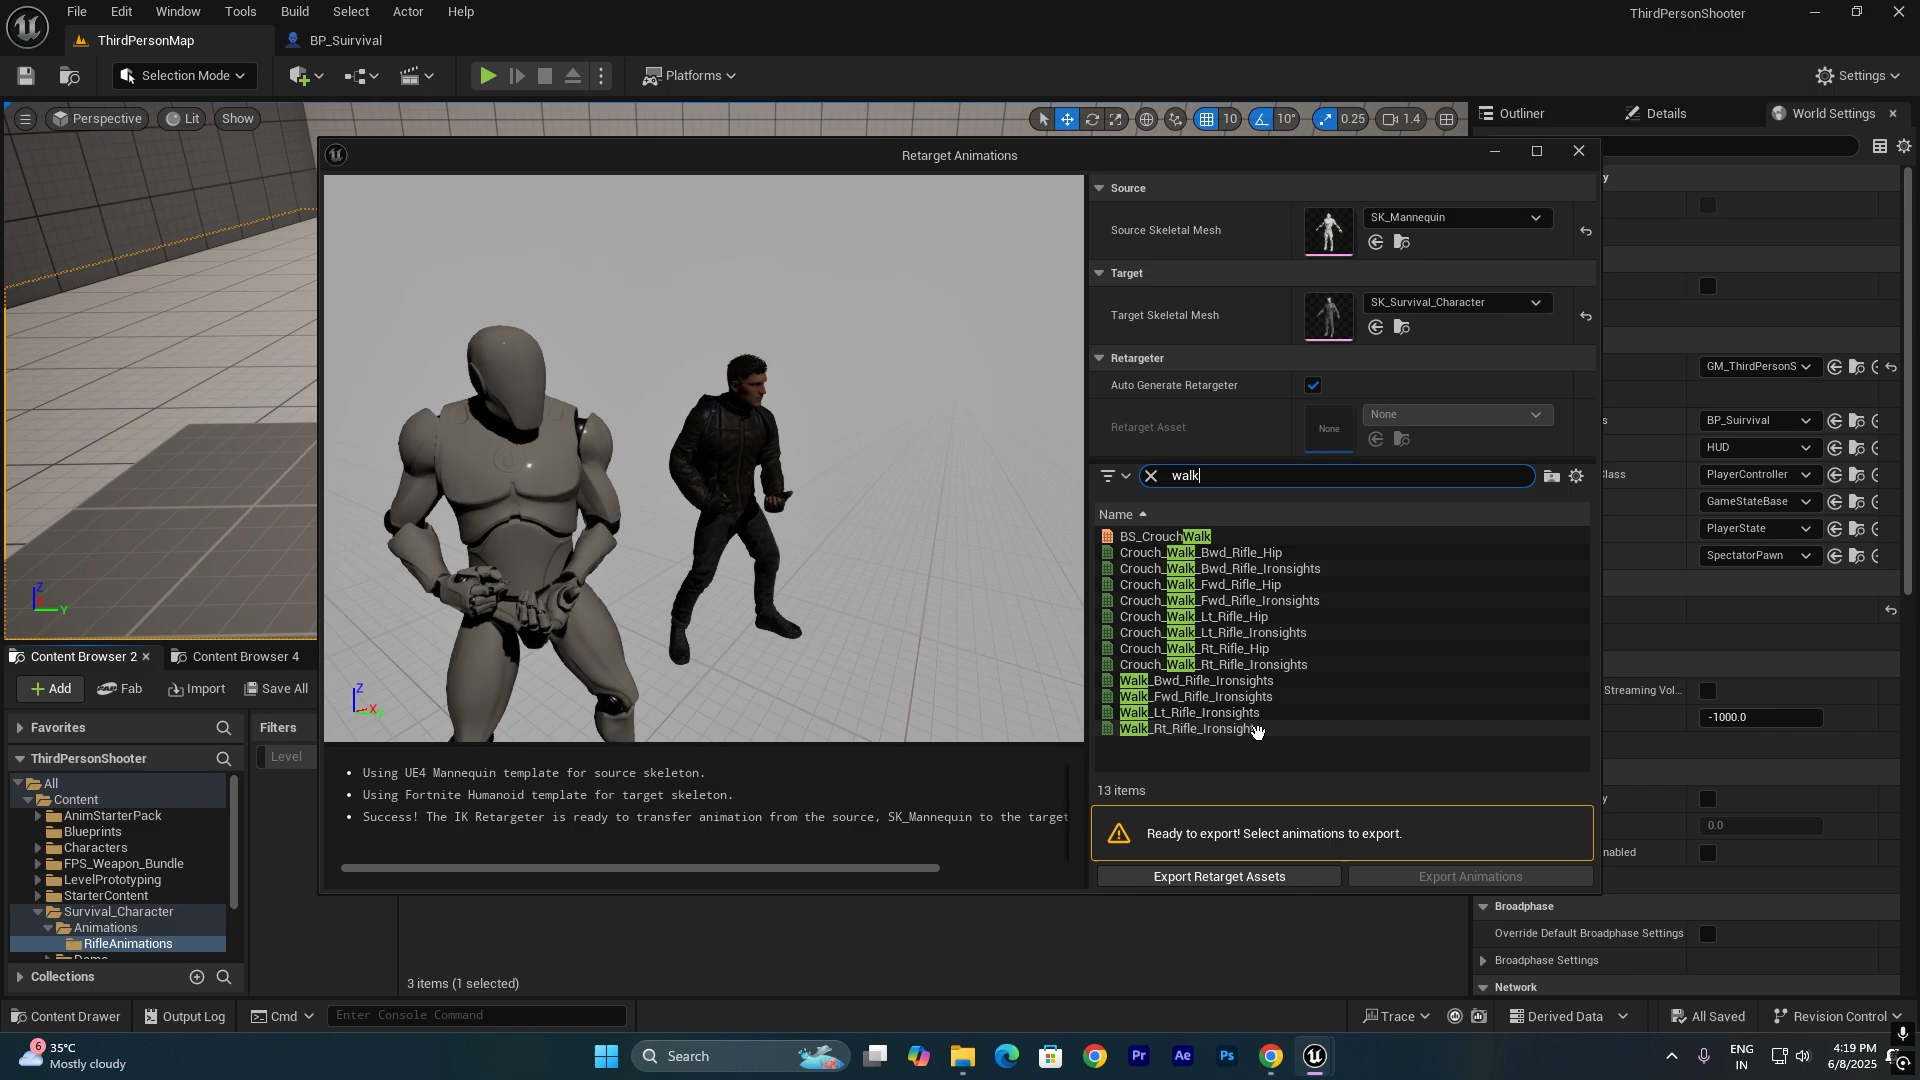 File Edit Window Tools Build Select Actor Help
ThirdPersonShooter
ThirdPersonMap
BP_Suirvival
Selection Mode
Platforms
Settings
Perspective
Lit
Show
10
10°
0.25
1.4
Outliner
Details
World Settings
Retarget Animations
Source
Source Skeletal Mesh
SK_Mannequin
Target
Target Skeletal Mesh
SK_Survival_Character
Retargeter
Auto Generate Retargeter
Retarget Asset
None
None
walk
Name
BS_CrouchWalk
Crouch_Walk_Bwd_Rifle_Hip
Crouch_Walk_Bwd_Rifle_Ironsights
Crouch_Walk_Fwd_Rifle_Hip
Crouch_Walk_Fwd_Rifle_Ironsights
Crouch_Walk_Lt_Rifle_Hip
Crouch_Walk_Lt_Rifle_Ironsights
Crouch_Walk_Rt_Rifle_Hip
Crouch_Walk_Rt_Rifle_Ironsights
Walk_Bwd_Rifle_Ironsights
Walk_Fwd_Rifle_Ironsights
Walk_Lt_Rifle_Ironsights
Walk_Rt_Rifle_Ironsights
13 items
Ready to export! Select animations to export.
Export Retarget Assets
Export Animations
• Using UE4 Mannequin template for source skeleton.
• Using Fortnite Humanoid template for target skeleton.
• Success! The IK Retargeter is ready to transfer animation from the source, SK_Mannequin to the target
Z
Y
Z
X
y
GM_ThirdPersonS
s
BP_Suirvival
HUD
lass
PlayerController
GameStateBase
PlayerState
SpectatorPawn
Streaming Vol...
-1000.0
y
0.0
nabled
Broadphase
Override Default Broadphase Settings
Broadphase Settings
Network
Content Browser 2
Content Browser 4
Add
Fab
Import
Save All
Favorites
Filters
ThirdPersonShooter
Level
All
Content
AnimStarterPack
Blueprints
Characters
FPS_Weapon_Bundle
LevelPrototyping
StarterContent
Survival_Character
Animations
RifleAnimations
Collections
3 items (1 selected)
Content Drawer
Output Log
Cmd
Enter Console Command
Trace
Derived Data
All Saved
Revision Control
6
35°C
Mostly cloudy
Search
Pr
Ae
Ps
ENG
IN
4:19 PM
6/8/2025